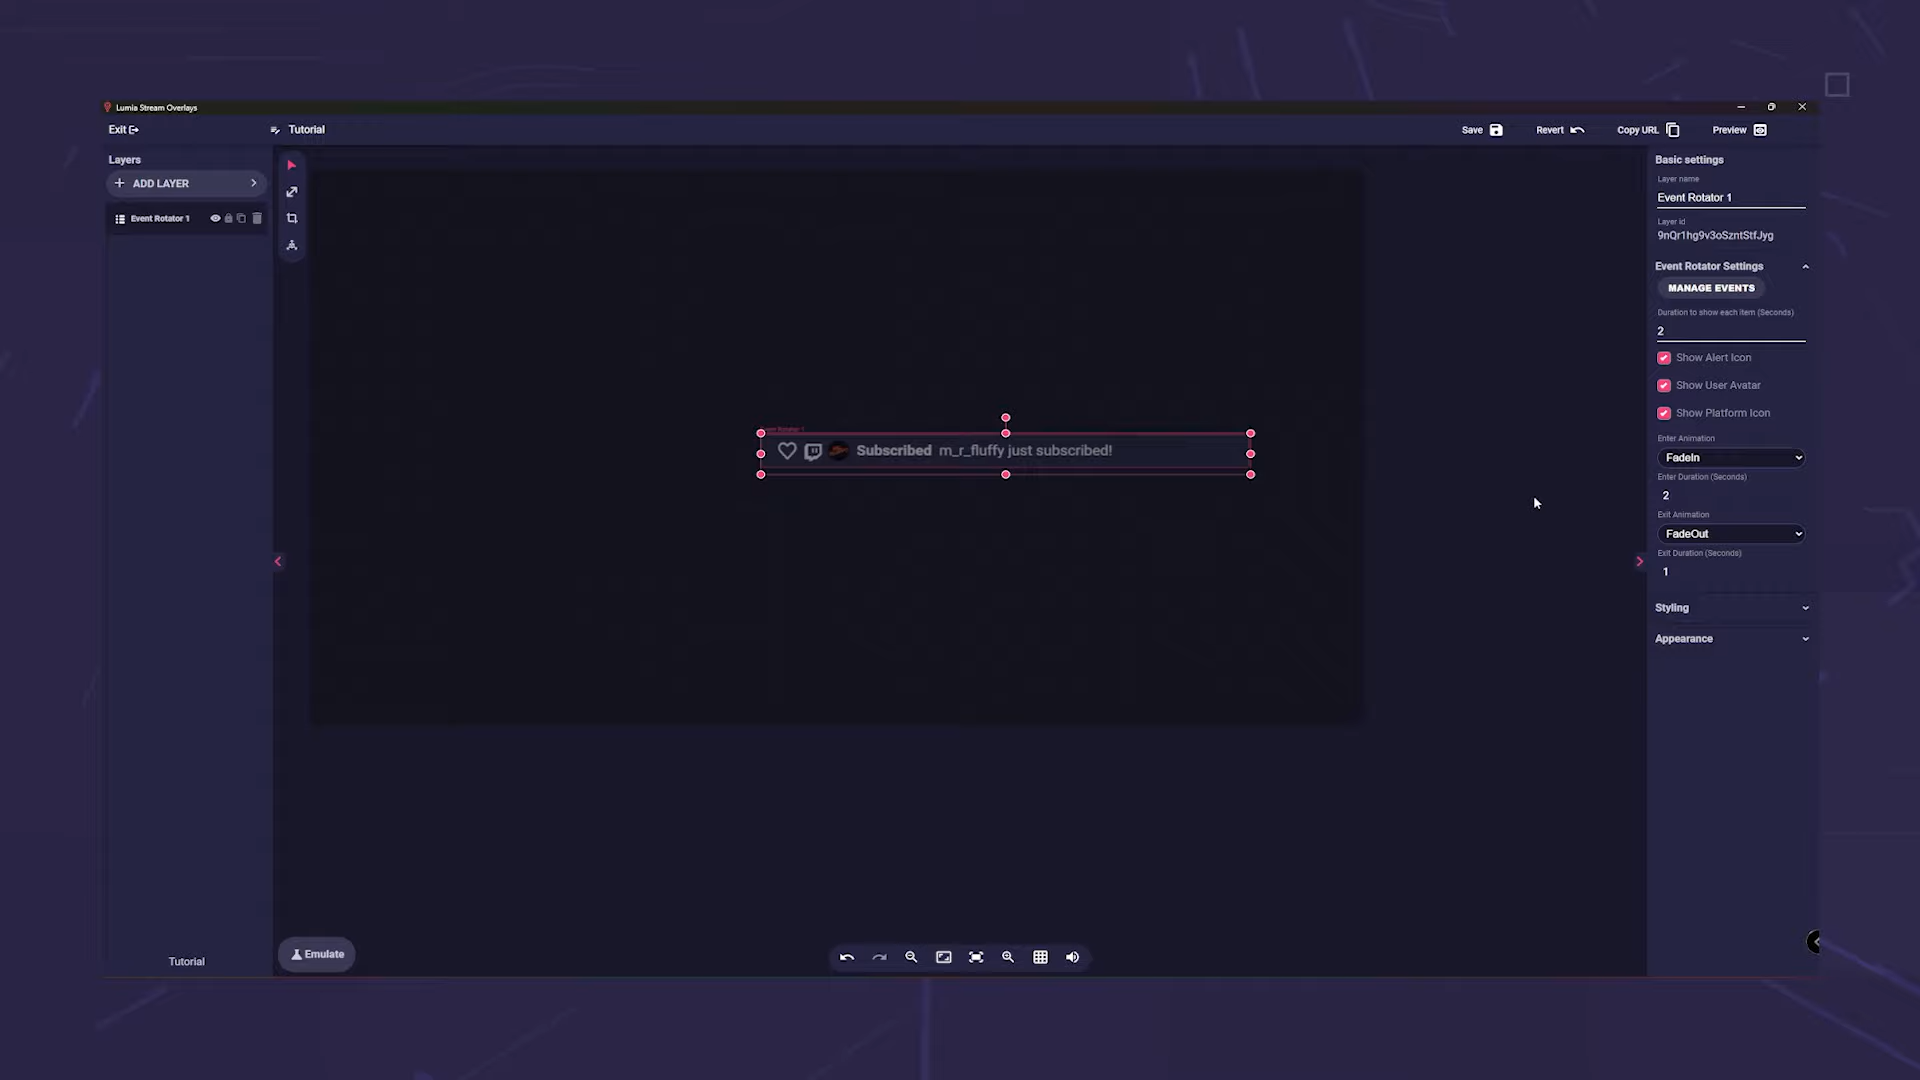 Lumia Stream Overlays
Exit
Tutorial
Save
Revert
Copy URL
Preview
Layers
ADD LAYER
Event Rotator 1
Basic settings
Layer name
Event Rotator 1
Layer Id
9nQr1hg9v3oSzntStfJyg
Event Rotator Settings
MANAGE EVENTS
Duration to show each item (Seconds)
2
Show Alert Icon
Show User Avatar
Show Platform Icon
Enter Animation
FadeIn
Enter Duration (Seconds)
2
Exit Animation
FadeOut
Exit Duration (Seconds)
1
Styling
Appearance
Event Rotator 1
Subscribed m_r_fluffy just subscribed!
Tutorial
Emulate